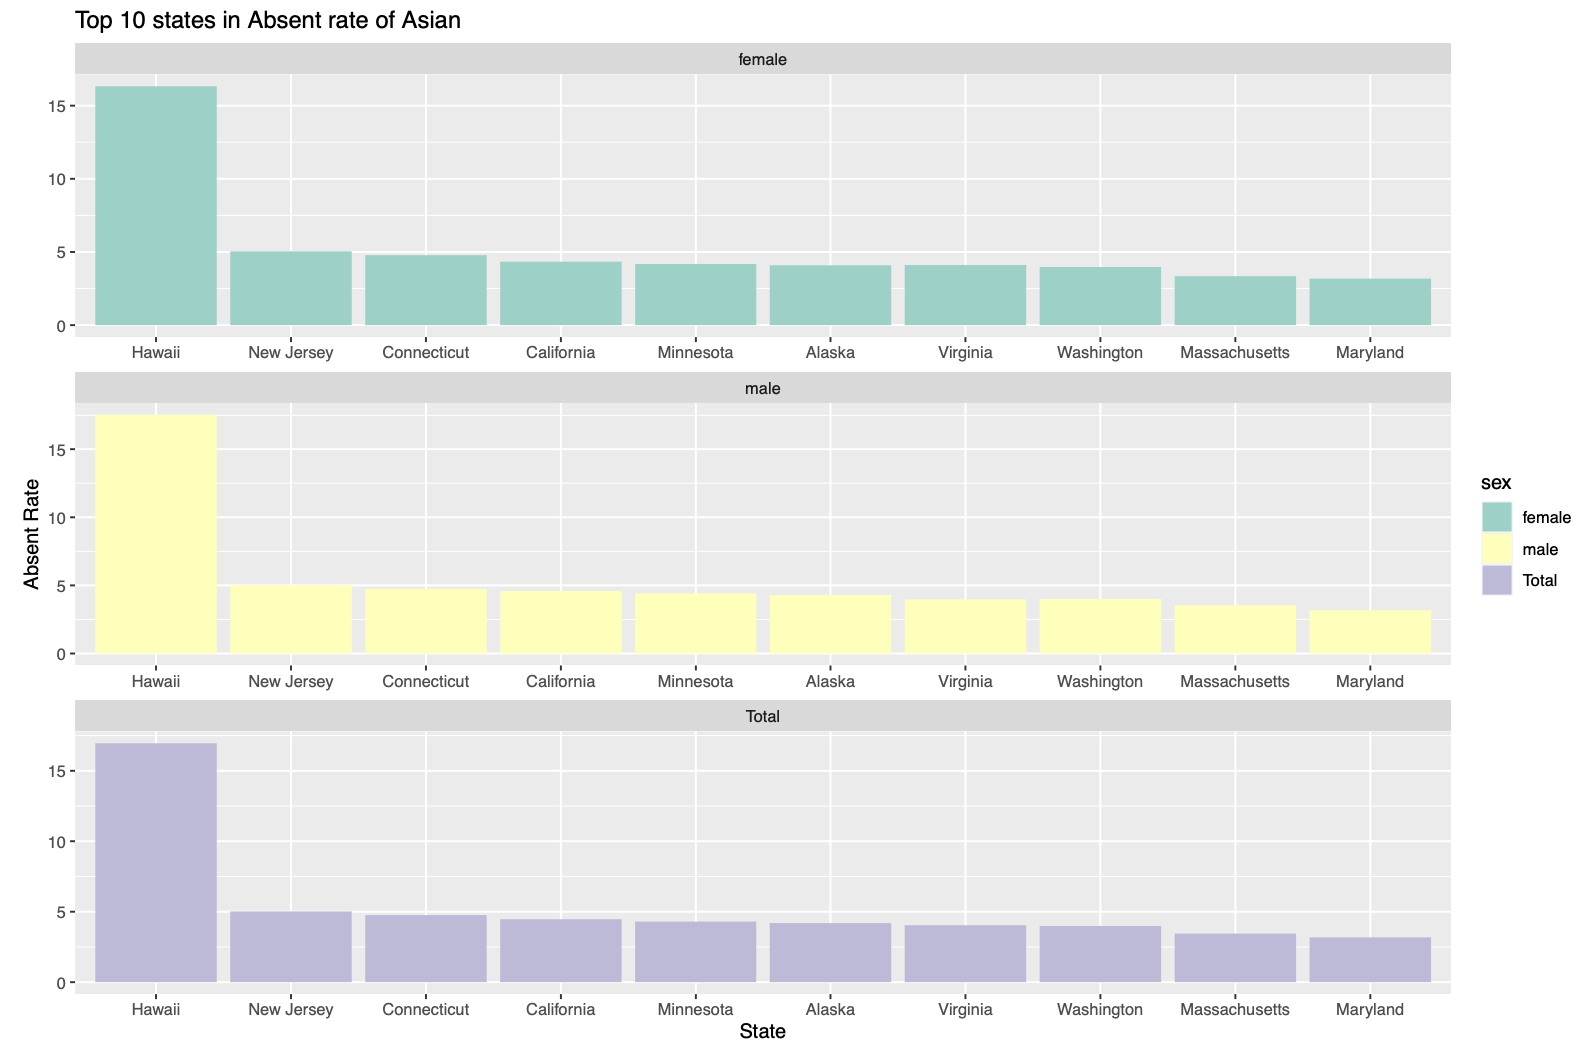 Top 10 states in Absent rate of Asian
female
15
10
5
0
Hawaii New Jersey Connecticut California Minnesota Alaska Virginia Washington Massachusetts Maryland
male
15
10
5
0
Hawaii New Jersey Connecticut California Minnesota Alaska Virginia Washington Massachusetts Maryland
Total
15
10
5
0
Hawaii New Jersey Connecticut California Minnesota Alaska Virginia Washington Massachusetts Maryland
State
Absent Rate
sex
female
male
Total